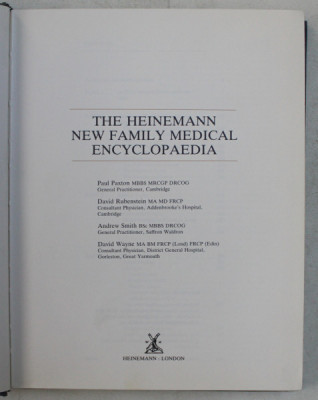 THE HEINEMANN
NEW FAMILY MEDICAL
ENCYCLOPAEDIA
Paul Paxton MBBS MRCGP DRCOG
General Practitioner, Cambridge
David Rubenstein MA MD FRCP
Consultant Physician, Addenbrooke's Hospital,
Cambridge
Andrew Smith BSc MBBS DRCOG
General Practitioner, Saffron Walden
David Wayne MA BM FRCP (Lond) FRCP (Edin)
Consultant Physician, District General Hospital,
Gorleston, Great Yarmouth
HEINEMANN : LONDON